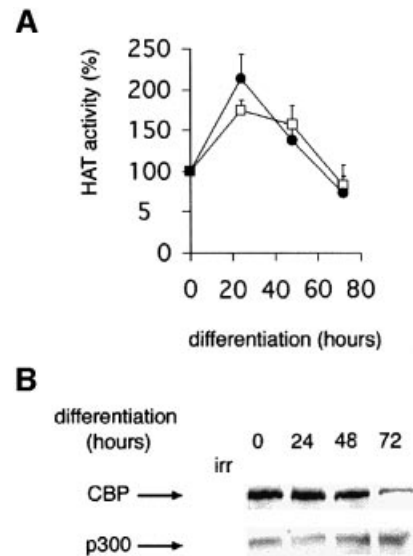 A
HAT activity (%)
250
200
150
100
5
0
0 20 40 60 80
differentiation (hours)
B
differentiation
(hours)
0 24 48 72
irr
CBP
p300